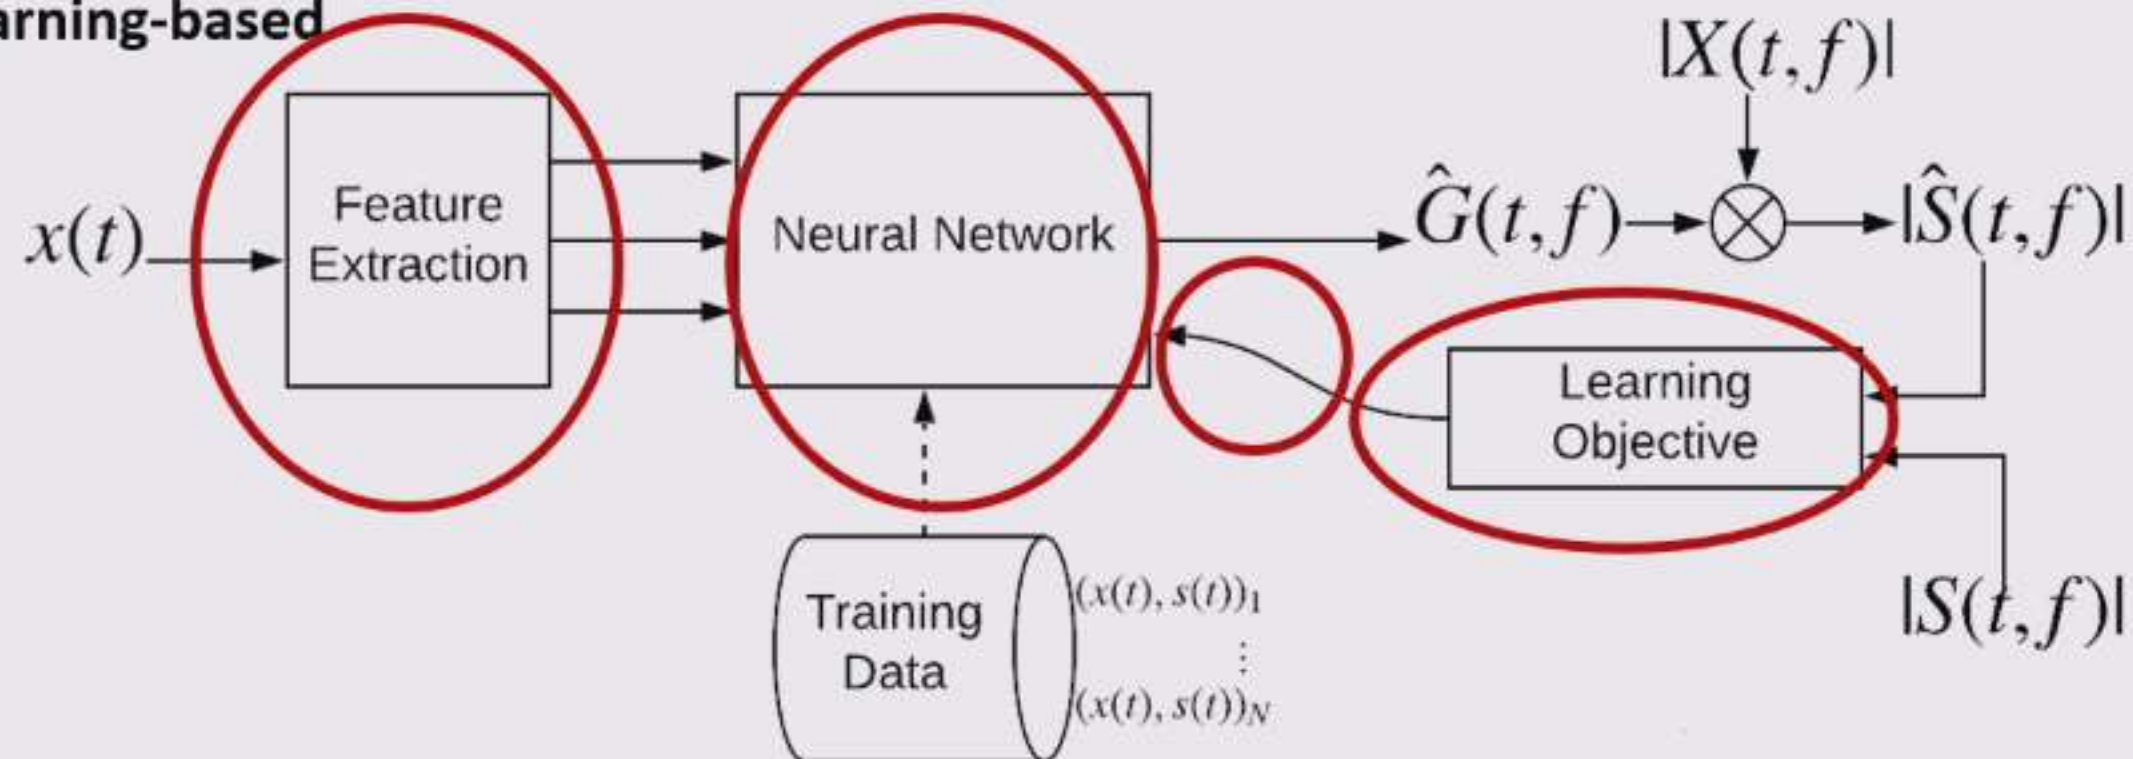 arning-based
|X(t,f)|
x(t)
Feature
Extraction
Neural Network
Ĝ(t,f)
|Ŝ(t,f)|
Learning
Objective
Training
Data
(x(t), s(t))₁
⋮
(x(t), s(t))N
|S(t,f)|